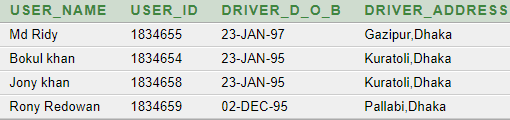 USER_NAME USER_ID DRIVER_D_O_B DRIVER_ADDRESS
Md Ridy 1834655 23-JAN-97 Gazipur,Dhaka
Bokul khan 1834654 23-JAN-95 Kuratoli,Dhaka
Jony khan 1834658 23-JAN-95 Kuratoli,Dhaka
Rony Redowan 1834659 02-DEC-95 Pallabi,Dhaka